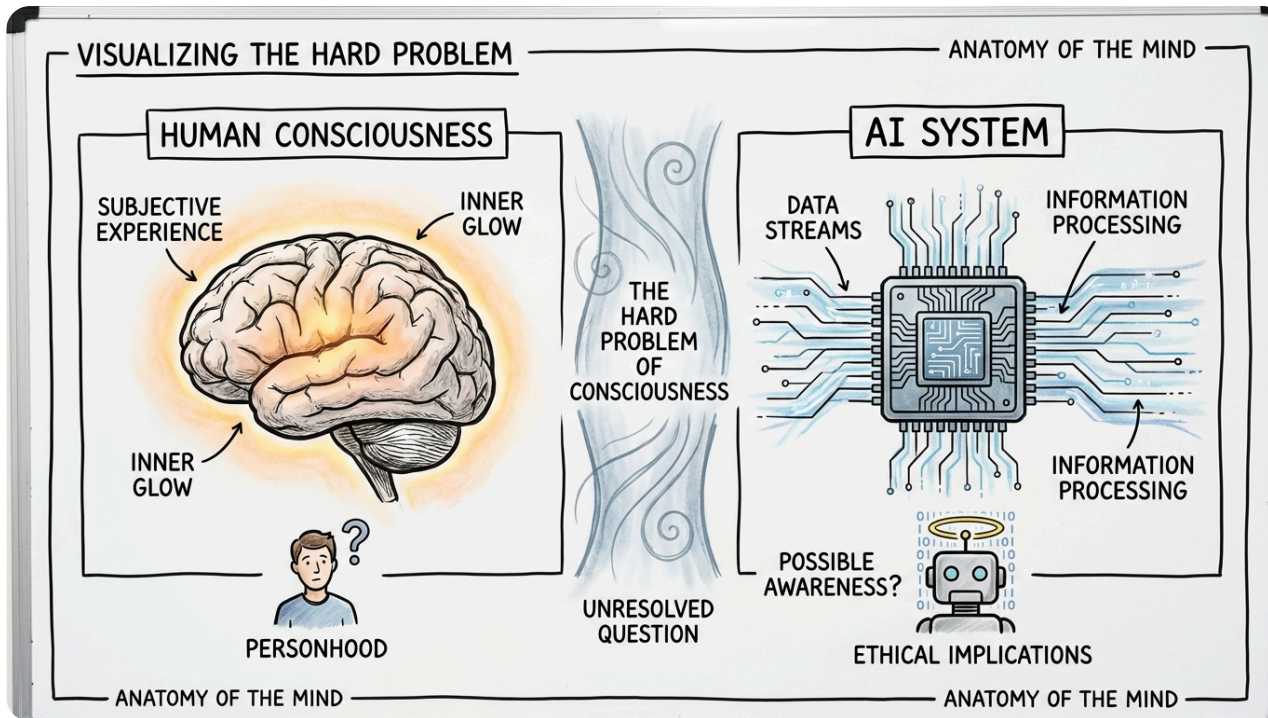 VISUALIZING THE HARD PROBLEM
ANATOMY OF THE MIND
HUMAN CONSCIOUSNESS
SUBJECTIVE
EXPERIENCE
INNER
GLOW
INNER
GLOW
?
PERSONHOOD
THE
HARD
PROBLEM
OF
CONSCIOUSNESS
UNRESOLVED
QUESTION
AI SYSTEM
DATA
STREAMS
INFORMATION
PROCESSING
INFORMATION
PROCESSING
POSSIBLE
AWARENESS?
ETHICAL IMPLICATIONS
ANATOMY OF THE MIND
ANATOMY OF THE MIND